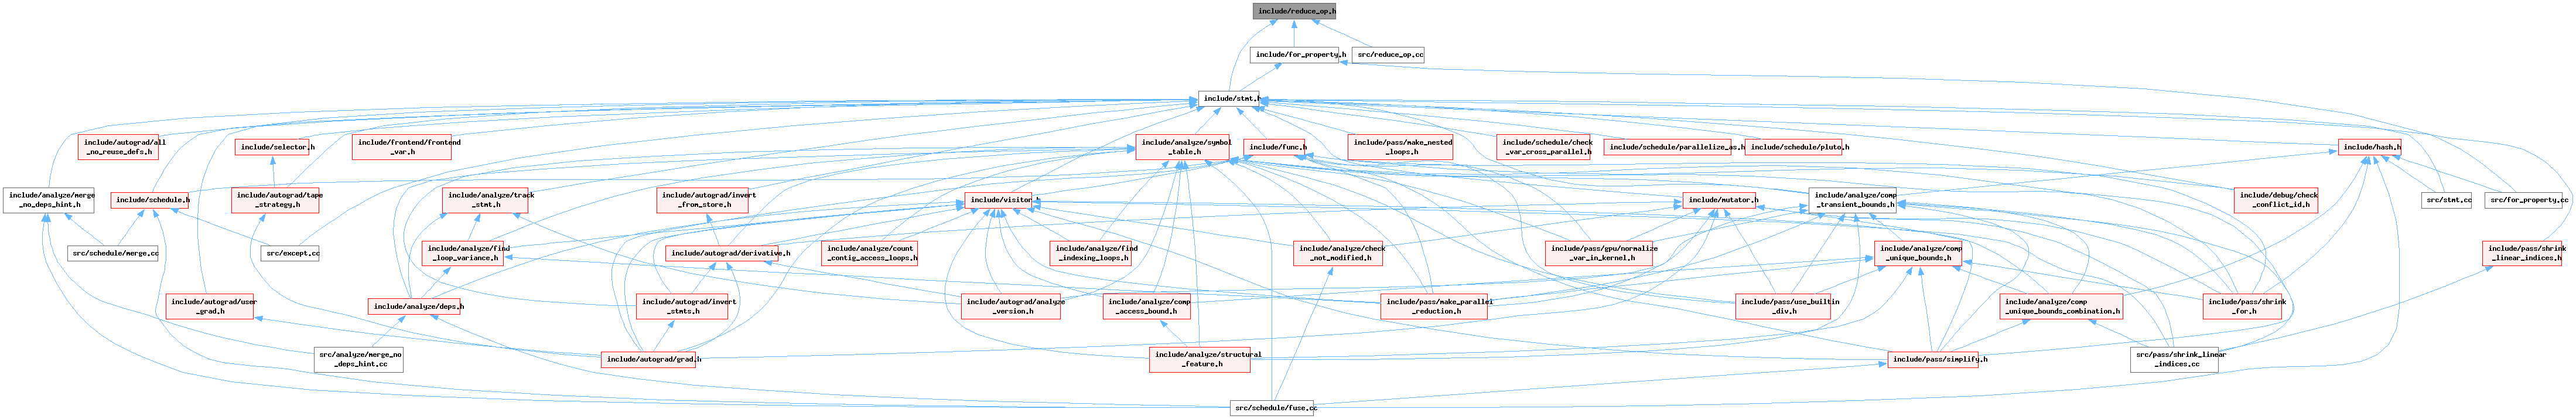 include/reduce_op.h
include/for_property.h
src/reduce_op.cc
include/stmt.h
include/autograd/all
_no_reuse_defs.h
include/selector.h
include/frontend/frontend
_var.h
include/analyze/symbol
_table.h
include/func.h
include/pass/make_nested
_loops.h
include/schedule/check
_var_cross_parallel.h
include/schedule/parallelize_as.h
include/schedule/pluto.h
include/hash.h
include/analyze/merge
_no_deps_hint.h
include/schedule.h
include/autograd/tape
_strategy.h
include/analyze/track
_stmt.h
include/autograd/invert
_from_store.h
include/visitor.h
include/mutator.h
include/analyze/comp
_transient_bounds.h
include/debug/check
_conflict_id.h
src/stmt.cc
src/for_property.cc
src/schedule/merge.cc
src/except.cc
include/analyze/find
_loop_variance.h
include/autograd/derivative.h
include/analyze/count
_contig_access_loops.h
include/analyze/find
_indexing_loops.h
include/analyze/check
_not_modified.h
include/pass/gpu/normalize
_var_in_kernel.h
include/analyze/comp
_unique_bounds.h
include/pass/shrink
_linear_indices.h
include/autograd/user
_grad.h
include/analyze/deps.h
include/autograd/invert
_stmts.h
include/autograd/analyze
_version.h
include/analyze/comp
_access_bound.h
include/pass/make_parallel
_reduction.h
include/pass/use_builtin
_div.h
include/analyze/comp
_unique_bounds_combination.h
include/pass/shrink
_for.h
src/analyze/merge_no
_deps_hint.cc
include/autograd/grad.h
include/analyze/structural
_feature.h
include/pass/simplify.h
src/pass/shrink_linear
_indices.cc
src/schedule/fuse.cc